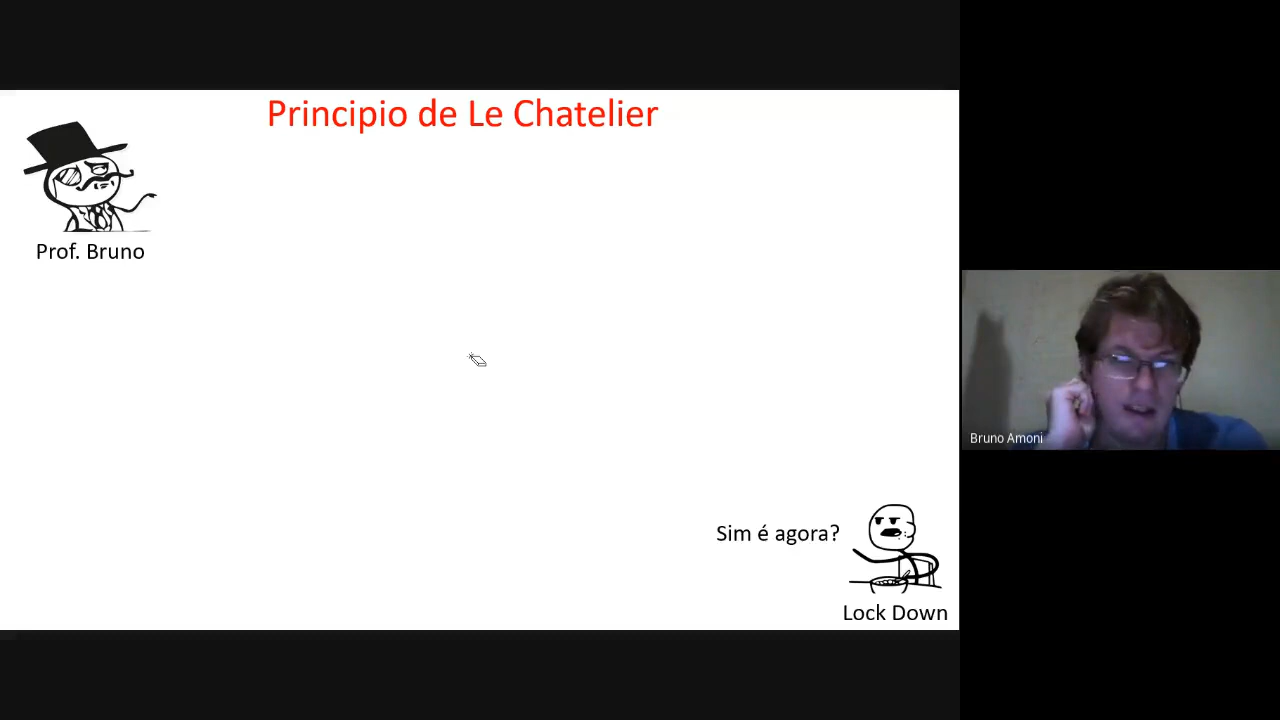 Principio de Le Chatelier
Prof. Bruno
Bruno Amoni
Sim é agora?
Lock Down